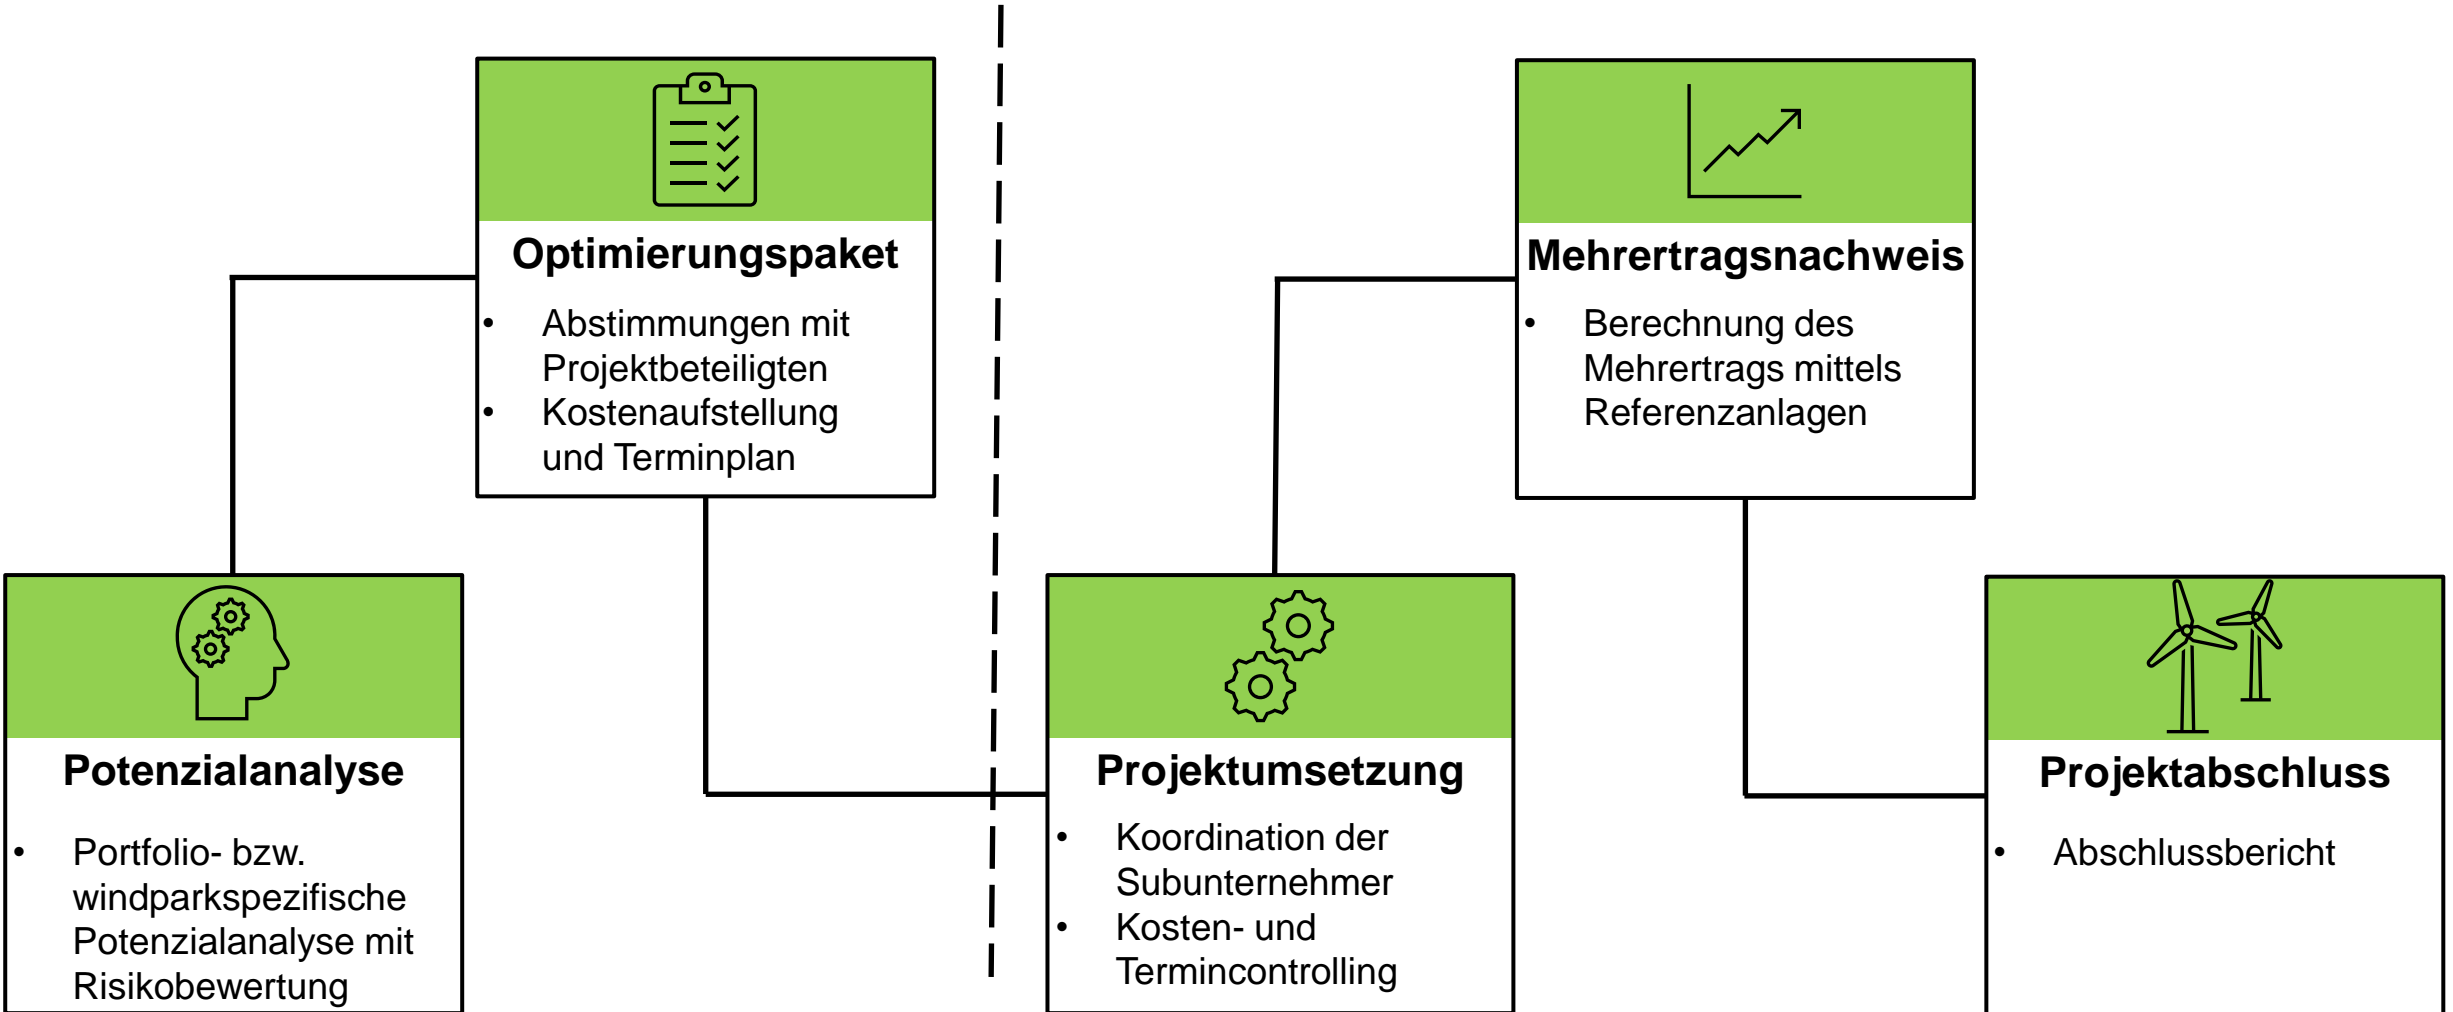 Optimierungspaket
• Abstimmungen mit
Projektbeteiligten
• Kostenaufstellung
und Terminplan
Mehrertragsnachweis
• Berechnung des
Mehrertrags mittels
Referenzanlagen
Potenzialanalyse
• Portfolio- bzw.
windparkspezifische
Potenzialanalyse mit
Risikobewertung
Projektumsetzung
• Koordination der
Subunternehmer
• Kosten- und
Termincontrolling
Projektabschluss
• Abschlussbericht